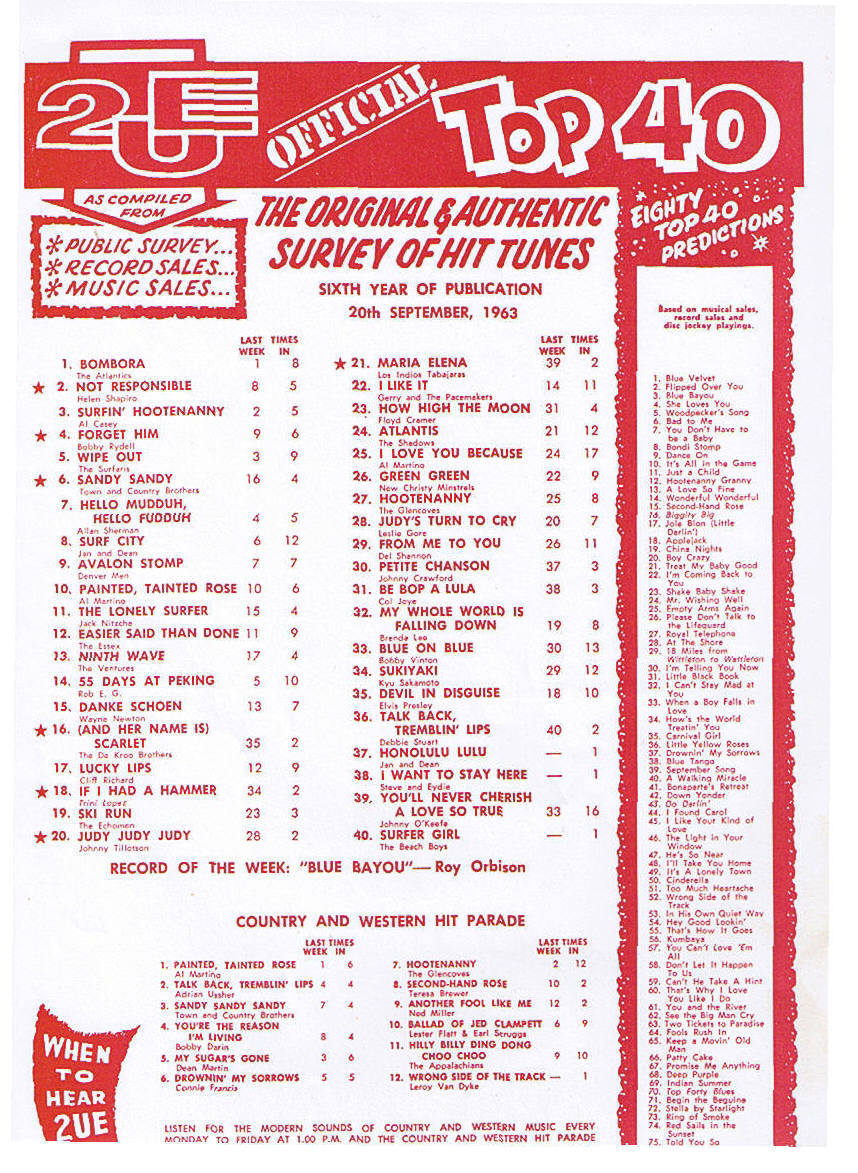 2UE
OFFICIAL
TOP 40
AS COMPILED
FROM
* PUBLIC SURVEY...
* RECORD SALES...
* MUSIC SALES...
THE ORIGINAL & AUTHENTIC
SURVEY OF HIT TUNES
SIXTH YEAR OF PUBLICATION
20th SEPTEMBER, 1963
LAST TIMES
WEEK IN
1. BOMBORA 1 8
The Atlantics
★ 2. NOT RESPONSIBLE 8 5
Helen Shapiro
3. SURFIN' HOOTENANNY 2 5
Al Casey
★ 4. FORGET HIM 9 6
Bobby Rydell
5. WIPE OUT 3 9
The Surfaris
★ 6. SANDY SANDY 16 4
Town and Country Brothers
7. HELLO MUDDUH,
HELLO FUDDUH 4 5
Allan Sherman
8. SURF CITY 6 12
Jan and Dean
9. AVALON STOMP 7 7
Denver Men
10. PAINTED, TAINTED ROSE 10 6
Al Martino
11. THE LONELY SURFER 15 4
Jack Nitzche
12. EASIER SAID THAN DONE 11 9
The Essex
13. NINTH WAVE 17 4
The Ventures
14. 55 DAYS AT PEKING 5 10
Rob E. G.
15. DANKE SCHOEN 13 7
Wayne Newton
★ 16. (AND HER NAME IS)
SCARLET 35 2
The De Kroo Brothers
17. LUCKY LIPS 12 9
Cliff Richard
★ 18. IF I HAD A HAMMER 34 2
Trini Lopez
19. SKI RUN 23 3
The Echomen
★ 20. JUDY JUDY JUDY 28 2
Johnny Tillotson
LAST TIMES
WEEK IN
★ 21. MARIA ELENA 39 2
Los Indios Tabajaras
22. I LIKE IT 14 11
Gerry and The Pacemakers
23. HOW HIGH THE MOON 31 4
Floyd Cramer
24. ATLANTIS 21 12
The Shadows
25. I LOVE YOU BECAUSE 24 17
Al Martino
26. GREEN GREEN 22 9
New Christy Minstrels
27. HOOTENANNY 25 8
The Glencoves
28. JUDY'S TURN TO CRY 20 7
Leslie Gore
29. FROM ME TO YOU 26 11
Del Shannon
30. PETITE CHANSON 37 3
Johnny Crawford
31. BE BOP A LULA 38 3
Col Joye
32. MY WHOLE WORLD IS
FALLING DOWN 19 8
Brenda Lee
33. BLUE ON BLUE 30 13
Bobby Vinton
34. SUKIYAKI 29 12
Kyu Sakamoto
35. DEVIL IN DISGUISE 18 10
Elvis Presley
36. TALK BACK,
TREMBLIN' LIPS 40 2
Debbie Stuart
37. HONOLULU LULU — 1
Jan and Dean
38. I WANT TO STAY HERE — 1
Steve and Eydie
39. YOU'LL NEVER CHERISH
A LOVE SO TRUE 33 16
Johnny O'Keefe
40. SURFER GIRL — 1
The Beach Boys
RECORD OF THE WEEK: "BLUE BAYOU"— Roy Orbison
COUNTRY AND WESTERN HIT PARADE
LAST TIMES
WEEK IN
1. PAINTED, TAINTED ROSE 1 6
Al Martino
2. TALK BACK, TREMBLIN' LIPS 4 4
Adrian Ussher
3. SANDY SANDY SANDY 7 4
Town and Country Brothers
4. YOU'RE THE REASON
I'M LIVING 8 4
Bobby Darin
5. MY SUGAR'S GONE 3 6
Dean Martin
6. DROWNIN' MY SORROWS 5 5
Connie Francis
LAST TIMES
WEEK IN
7. HOOTENANNY 2 12
The Glencoves
8. SECOND-HAND ROSE 10 2
Teresa Brewer
9. ANOTHER FOOL LIKE ME 12 2
Ned Miller
10. BALLAD OF JED CLAMPETT 6 9
Lester Flatt & Earl Scruggs
11. HILLY BILLY DING DONG
CHOO CHOO 9 10
The Appalachians
12. WRONG SIDE OF THE TRACK — 1
Leroy Van Dyke
WHEN
TO
HEAR
2UE
LISTEN FOR THE MODERN SOUNDS OF COUNTRY AND WESTERN MUSIC EVERY
MONDAY TO FRIDAY AT 1.00 P.M. AND THE COUNTRY AND WESTERN HIT PARADE
EIGHTY
TOP 40
PREDICTIONS
Based on musical sales,
record sales and
disc jockey playings.
1. Blue Velvet
2. Flipped Over You
3. Blue Bayou
4. She Loves You
5. Woodpecker's Song
6. Bad to Me
7. You Don't Have to
be a Baby
8. Bondi Stomp
9. Dance On
10. It's All in the Game
11. Just a Child
12. Hootenanny Granny
13. A Love So Fine
14. Wonderful Wonderful
15. Second-Hand Rose
16. Biggity Big
17. Jole Blon (Little
Darlin')
18. Applejack
19. China Nights
20. Boy Crazy
21. Treat My Baby Good
22. I'm Coming Back to
You
23. Shake Baby Shake
24. Mr. Wishing Well
25. Empty Arms Again
26. Please Don't Talk to
the Lifeguard
27. Royal Telephone
28. At The Shore
29. 18 Miles from
Wittleton to Wattleton
30. I'm Telling You Now
31. Little Black Book
32. I Can't Stay Mad at
You
33. When a Boy Falls in
Love
34. How's the World
Treatin' You
35. Carnival Girl
36. Little Yellow Roses
37. Drownin' My Sorrows
38. Blue Tango
39. September Song
40. A Walking Miracle
41. Bonaparte's Retreat
42. Down Yonder
43. Oo Darlin'
44. I Found Carol
45. I Like Your Kind of
Love
46. The Light in Your
Window
47. He's So Near
48. I'll Take You Home
49. It's A Lonely Town
50. Cinderella
51. Too Much Heartache
52. Wrong Side of the
Track
53. In His Own Quiet Way
54. Hey Good Lookin'
55. That's How It Goes
56. Kumbaya
57. You Can't Love 'Em
All
58. Don't Let It Happen
To Us
59. Can't He Take A Hint
60. That's Why I Love
You Like I Do
61. You and the River
62. See the Big Man Cry
63. Two Tickets to Paradise
64. Fools Rush In
65. Keep a Movin' Old
Man
66. Patty Cake
67. Promise Me Anything
68. Deep Purple
69. Indian Summer
70. Top Forty Blues
71. Begin the Beguine
72. Stella by Starlight
73. Ring of Smoke
74. Red Sails in the
Sunset
75. Told You So